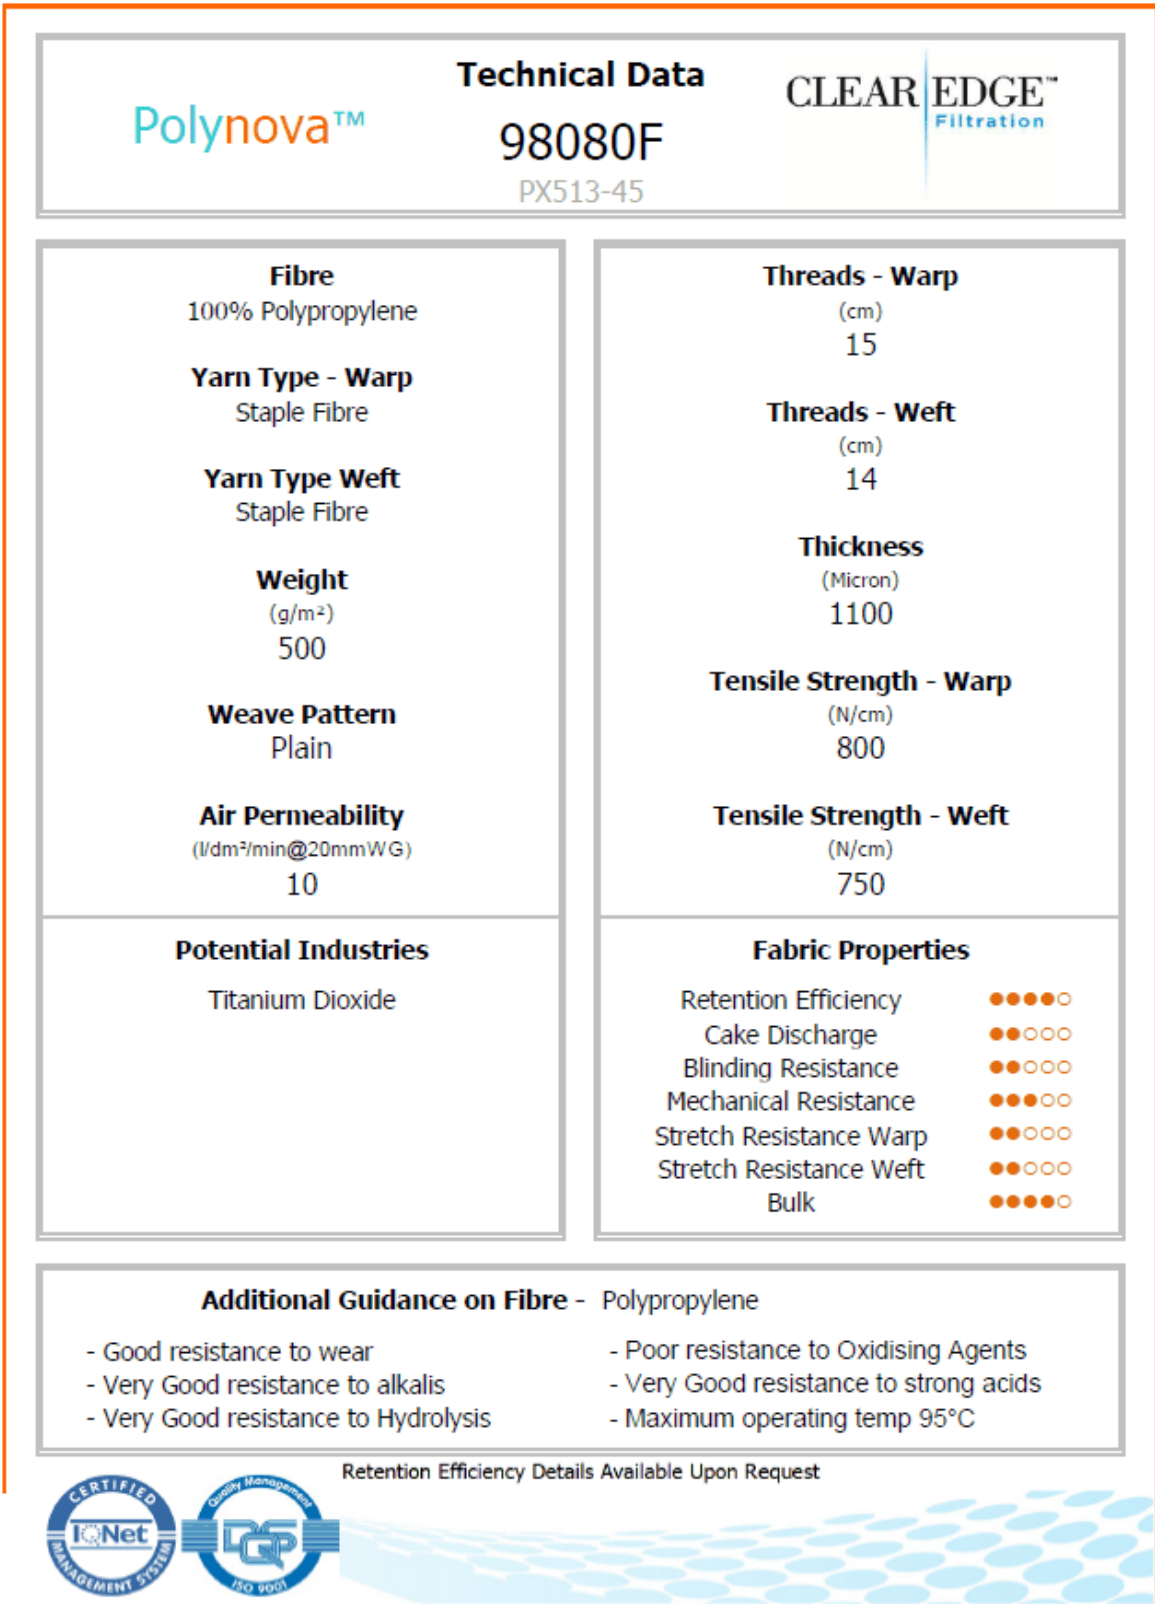 Technical Data
Polynova™
98080F
PX513-45
CLEAR EDGE™
Filtration
Fibre
100% Polypropylene
Yarn Type - Warp
Staple Fibre
Yarn Type Weft
Staple Fibre
Weight
(g/m²)
500
Weave Pattern
Plain
Air Permeability
(l/dm²/min@20mmWG)
10
Potential Industries
Titanium Dioxide
Threads - Warp
(cm)
15
Threads - Weft
(cm)
14
Thickness
(Micron)
1100
Tensile Strength - Warp
(N/cm)
800
Tensile Strength - Weft
(N/cm)
750
Fabric Properties
Retention Efficiency ●●●●○
Cake Discharge ●●○○○
Blinding Resistance ●●○○○
Mechanical Resistance ●●●○○
Stretch Resistance Warp ●●○○○
Stretch Resistance Weft ●●○○○
Bulk ●●●●○
Additional Guidance on Fibre - Polypropylene
- Good resistance to wear
- Very Good resistance to alkalis
- Very Good resistance to Hydrolysis
- Poor resistance to Oxidising Agents
- Very Good resistance to strong acids
- Maximum operating temp 95°C
Retention Efficiency Details Available Upon Request
CERTIFIED
IQNet
MANAGEMENT SYSTEM
Quality Management
DQS
ISO 9001